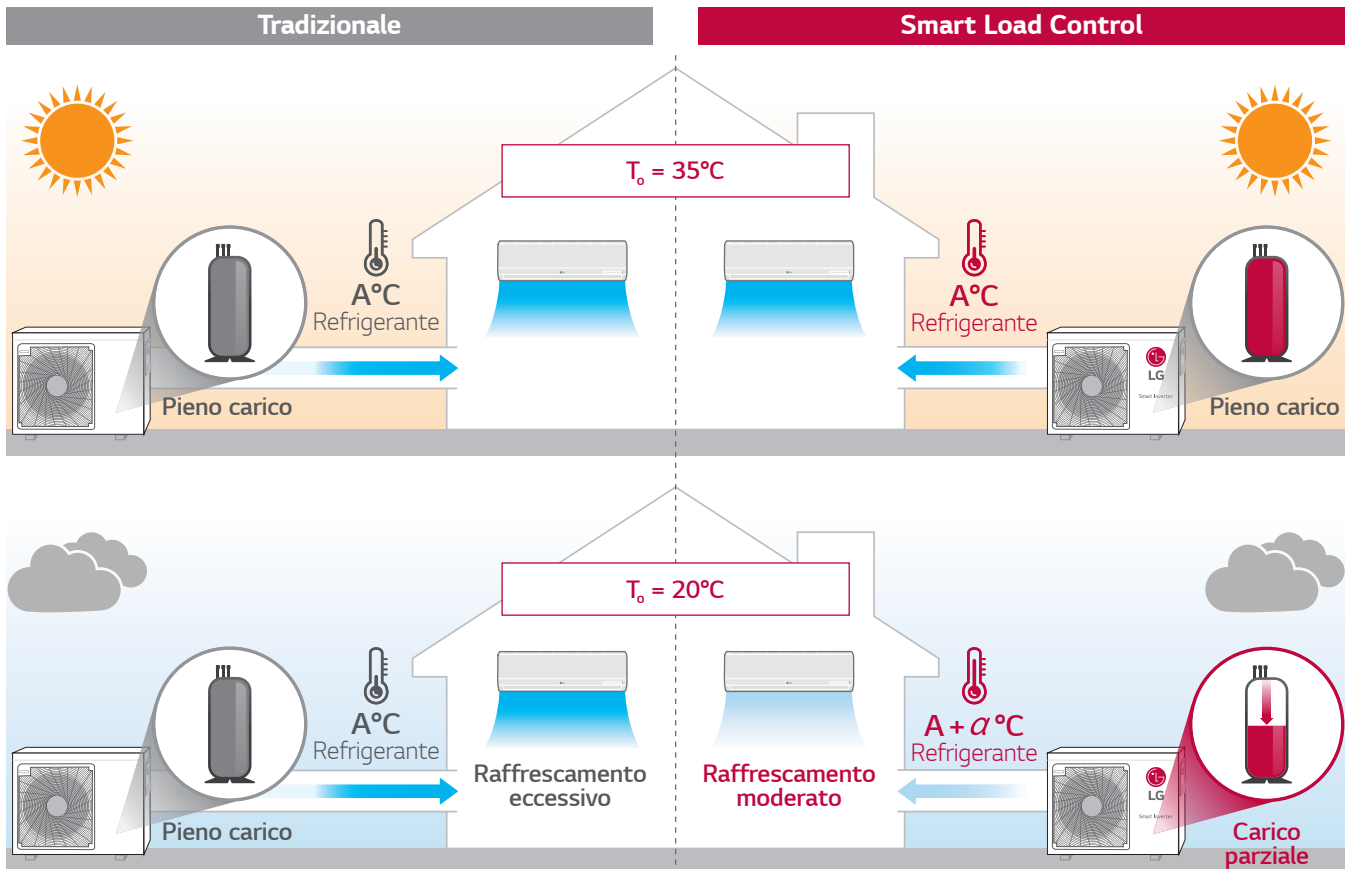 Tradizionale
Smart Load Control
Tₒ = 35°C
A°C
Refrigerante
A°C
Refrigerante
LG
Smart Inverter
Pieno carico
Pieno carico
Tₒ = 20°C
A°C
Refrigerante
A + α °C
Refrigerante
Raffrescamento
eccessivo
Raffrescamento
moderato
LG
Smart Inverter
Pieno carico
Carico
parziale